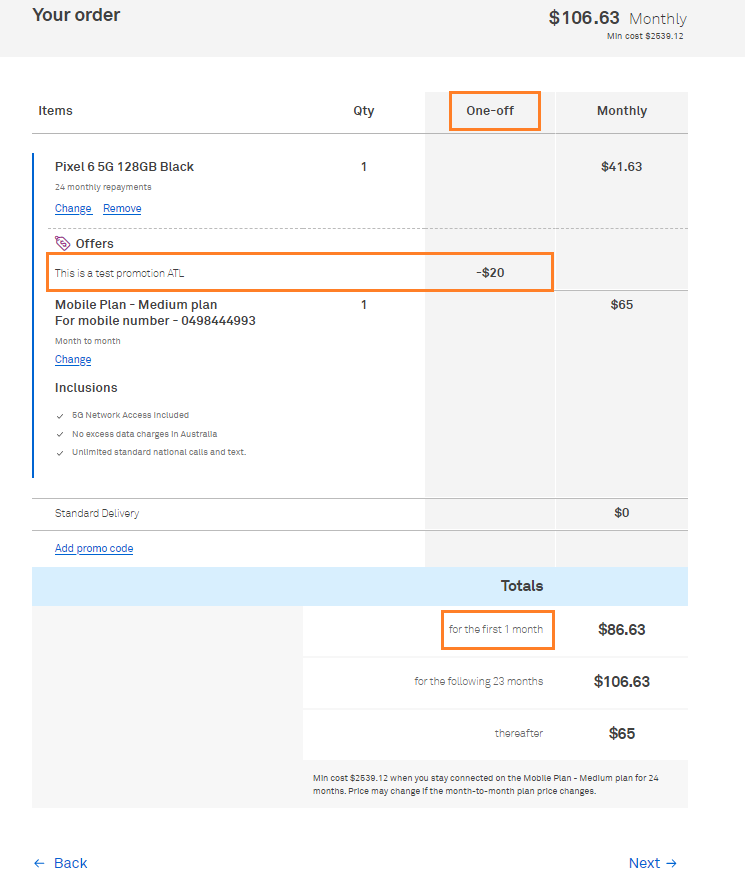 Your order
$106.63 Monthly
Min cost $2539.12
Items Qty One-off Monthly
Pixel 6 5G 128GB Black 1 $41.63
24 monthly repayments
Change Remove
Offers
This is a test promotion ATL -$20
Mobile Plan - Medium plan 1 $65
For mobile number - 0498444993
Month to month
Change
Inclusions
5G Network Access Included
No excess data charges in Australia
Unlimited standard national calls and text.
Standard Delivery $0
Add promo code
Totals
for the first 1 month $86.63
for the following 23 months $106.63
thereafter $65
Min cost $2539.12 when you stay connected on the Mobile Plan - Medium plan for 24
months. Price may change if the month-to-month plan price changes.
← Back Next →